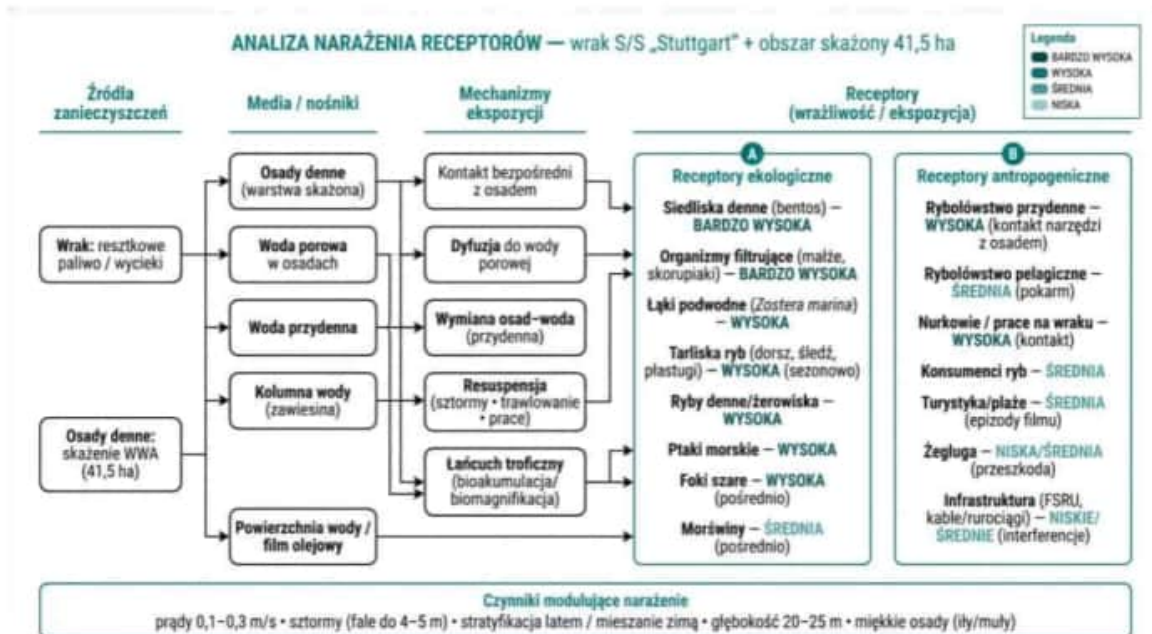 ANALIZA NARAŻENIA RECEPTORÓW — wrak S/S „Stuttgart” + obszar skażony 41,5 ha
Legenda
BARDZO WYSOKA
WYSOKA
ŚREDNIA
NISKA
Źródła
zanieczyszczeń
Media / nośniki
Mechanizmy
ekspozycji
Receptory
(wrażliwość / ekspozycja)
Wrak: resztkowe
paliwo / wycieki
Osady denne:
skażenie WWA
(41,5 ha)
Osady denne
(warstwa skażona)
Woda porowa
w osadach
Woda przydenna
Kolumna wody
(zawiesina)
Powierzchnia wody /
film olejowy
Kontakt bezpośredni
z osadem
Dyfuzja do wody
porowej
Wymiana osad–woda
(przydenna)
Resuspensja
(sztormy • trawlowanie
• prace)
Łańcuch troficzny
(bioakumulacja/
biomagnifikacja)
A
Receptory ekologiczne
Siedliska denne (bentos) —
BARDZO WYSOKA
Organizmy filtrujące (małże,
skorupiaki) — BARDZO WYSOKA
Łąki podwodne (Zostera marina)
— WYSOKA
Tarliska ryb (dorsz, śledź,
płastugi) — WYSOKA (sezonowo)
Ryby denne/żerowiska —
WYSOKA
Ptaki morskie — WYSOKA
Foki szare — WYSOKA
(pośrednio)
Morświny — ŚREDNIA
(pośrednio)
B
Receptory antropogeniczne
Rybołówstwo przydenne —
WYSOKA (kontakt narzędzi
z osadem)
Rybołówstwo pelagiczne —
ŚREDNIA (pokarm)
Nurkowie / prace na wraku —
WYSOKA (kontakt)
Konsumenci ryb — ŚREDNIA
Turystyka/plaże — ŚREDNIA
(epizody filmu)
Żegluga — NISKA/ŚREDNIA
(przeszkoda)
Infrastruktura (FSRU,
kable/rurociągi) — NISKIE/
ŚREDNIE (interferencje)
Czynniki modulujące narażenie
prądy 0,1–0,3 m/s • sztormy (fale do 4–5 m) • stratyfikacja latem / mieszanie zimą • głębokość 20–25 m • miękkie osady (iły/muły)